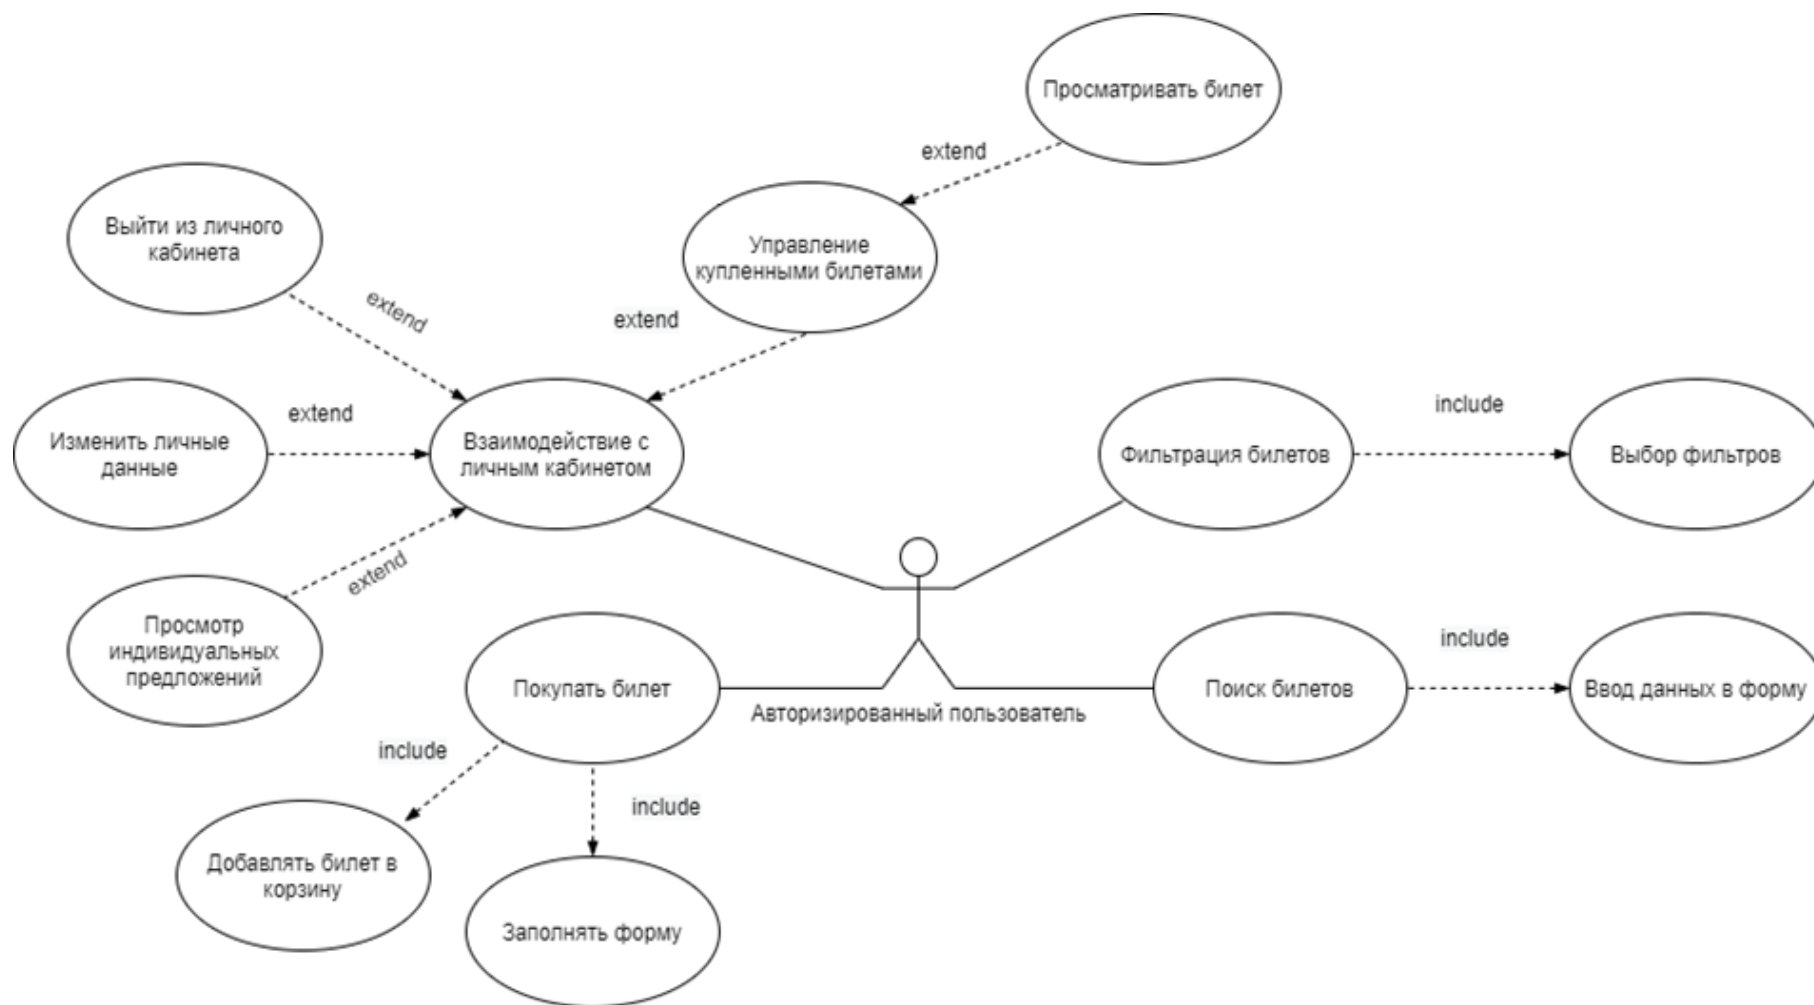 Просматривать билет
extend
Выйти из личного
кабинета
Управление
купленными билетами
extend
extend
Изменить личные
данные
extend
Взаимодействие с
личным кабинетом
Фильтрация билетов
include
Выбор фильтров
extend
Просмотр
индивидуальных
предложений
Покупать билет
Авторизированный пользователь
Поиск билетов
include
Ввод данных в форму
include
include
Добавлять билет в
корзину
Заполнять форму